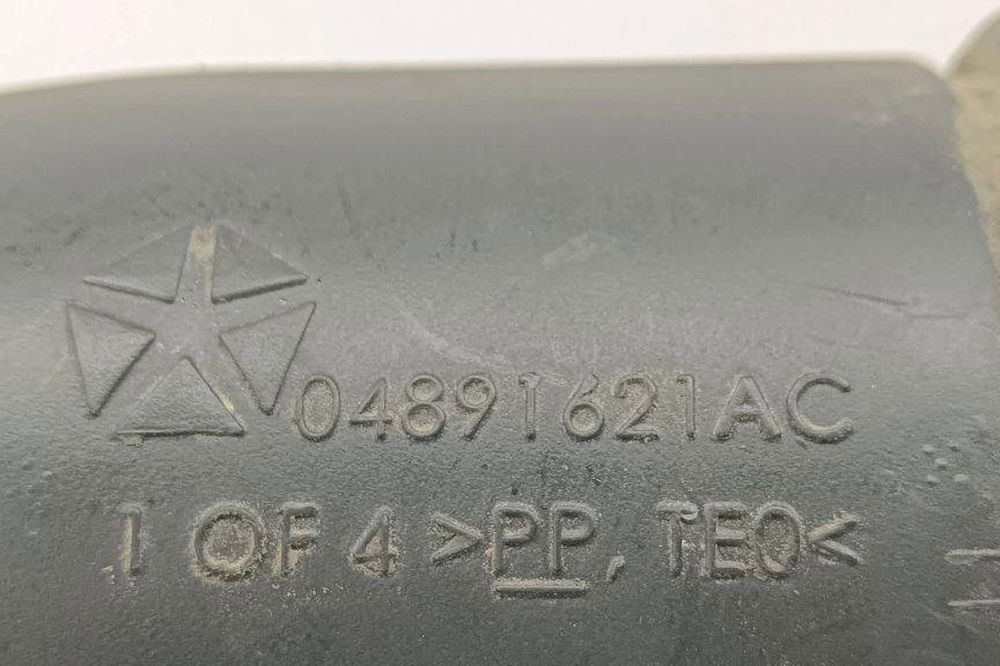 04891621AC
1 OF 4 >PP, TEO<